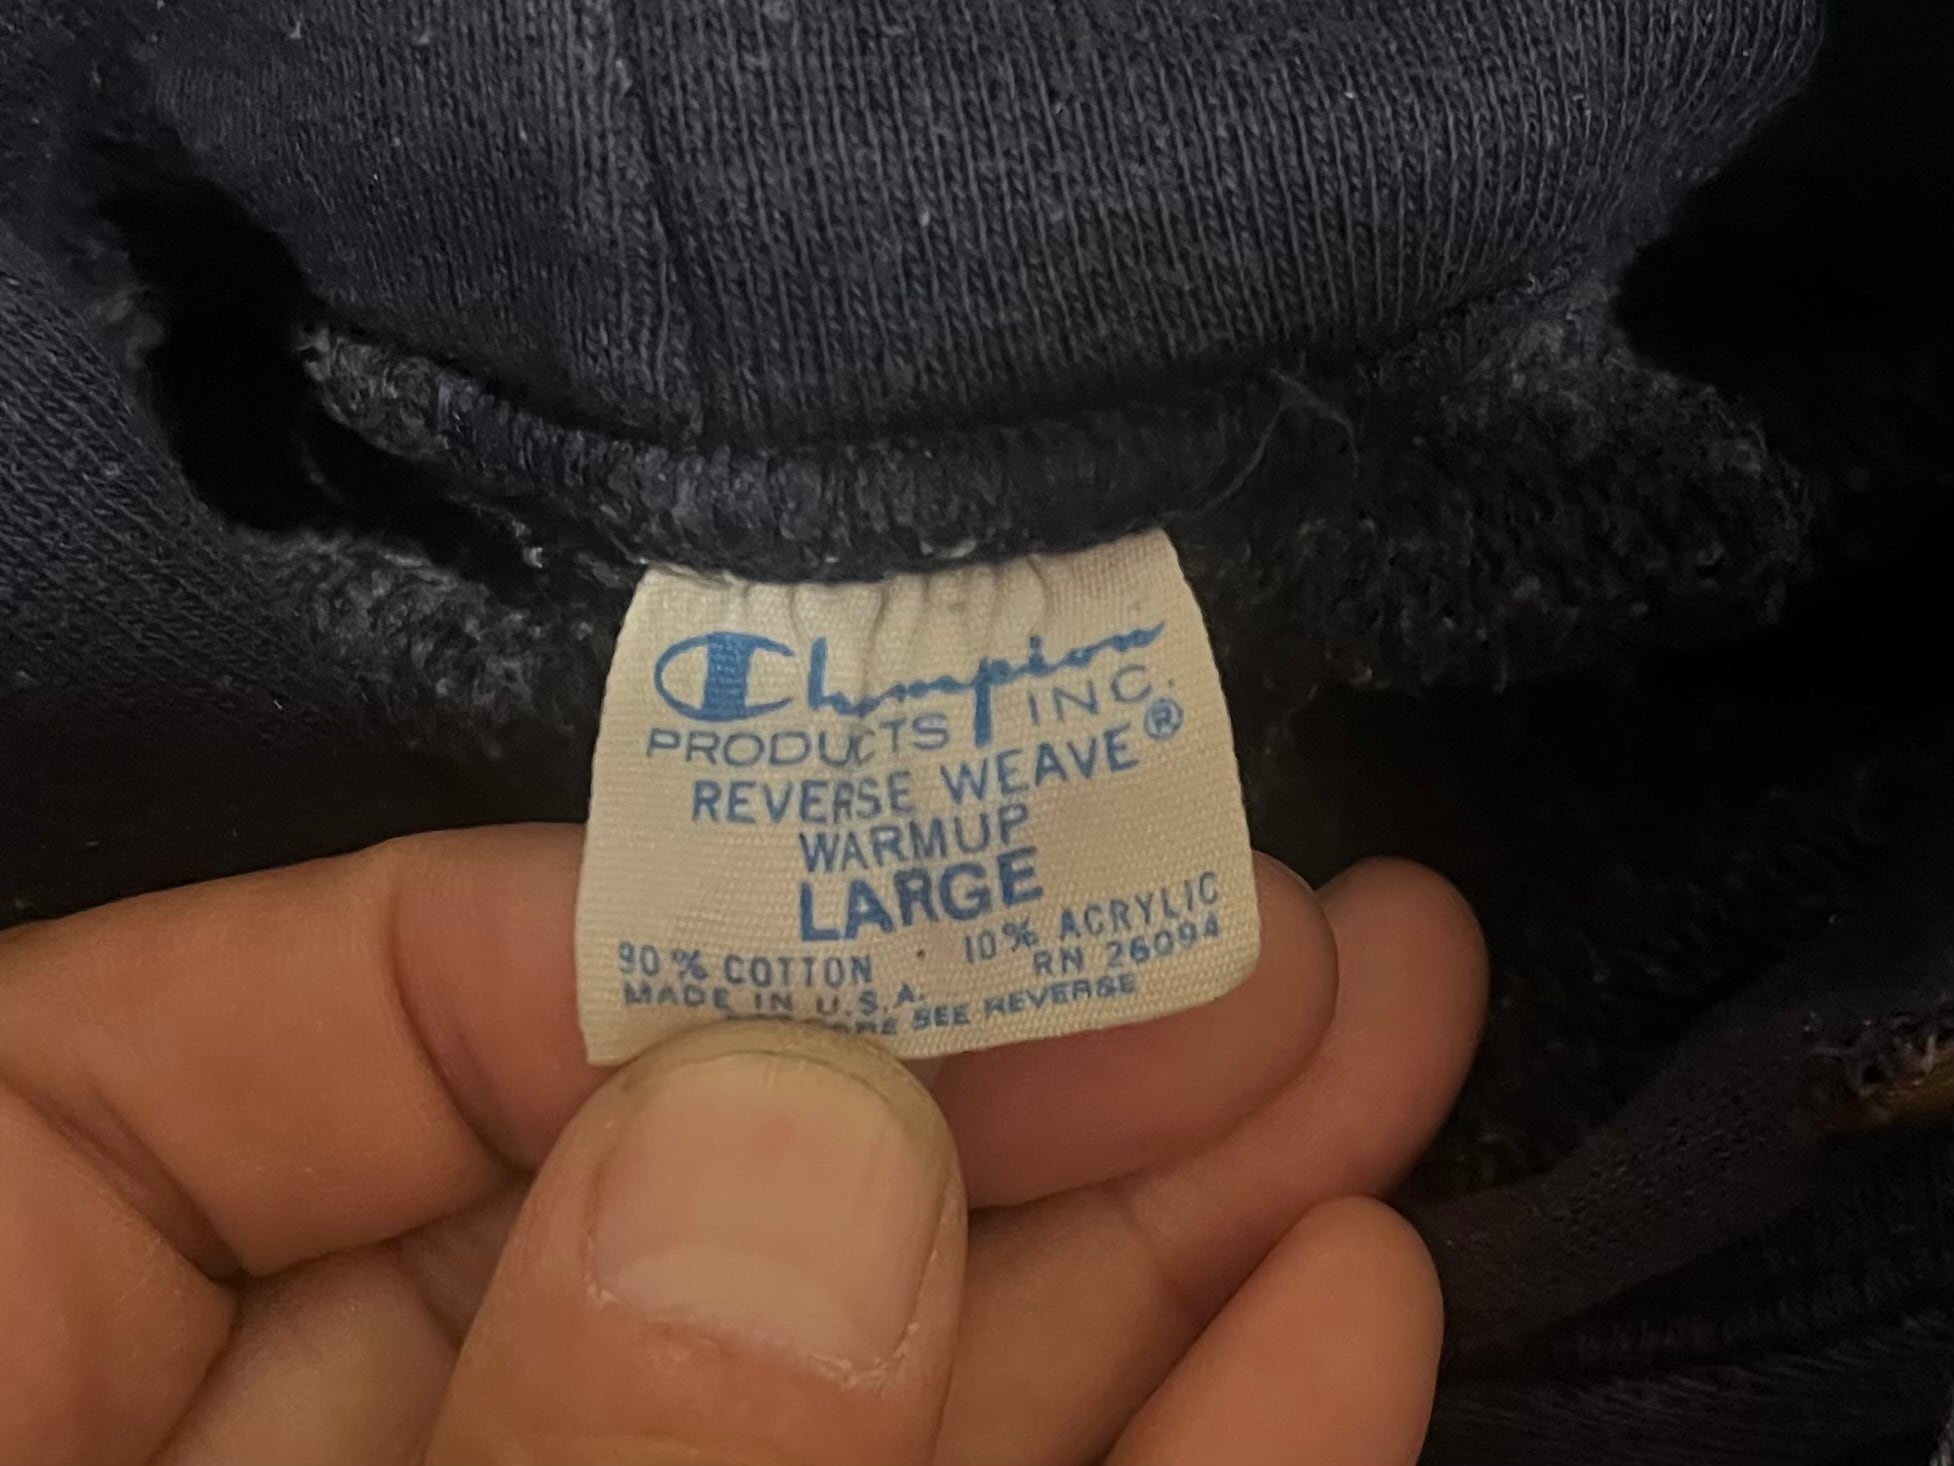 Champion
PRODUCTS INC.
REVERSE WEAVE®
WARMUP
LARGE
90% COTTON · 10% ACRYLIC
MADE IN U.S.A. RN 26094
SEE REVERSE